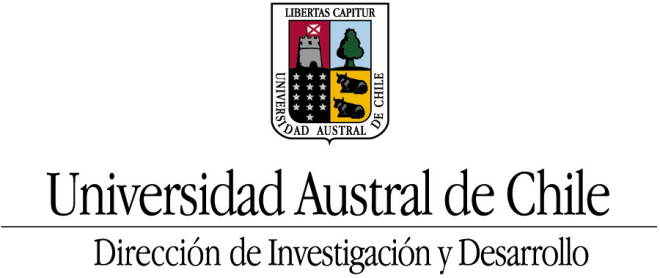 LIBERTAS CAPITUR
UNIVERSIDAD AUSTRAL DE CHILE
Universidad Austral de Chile
Dirección de Investigación y Desarrollo